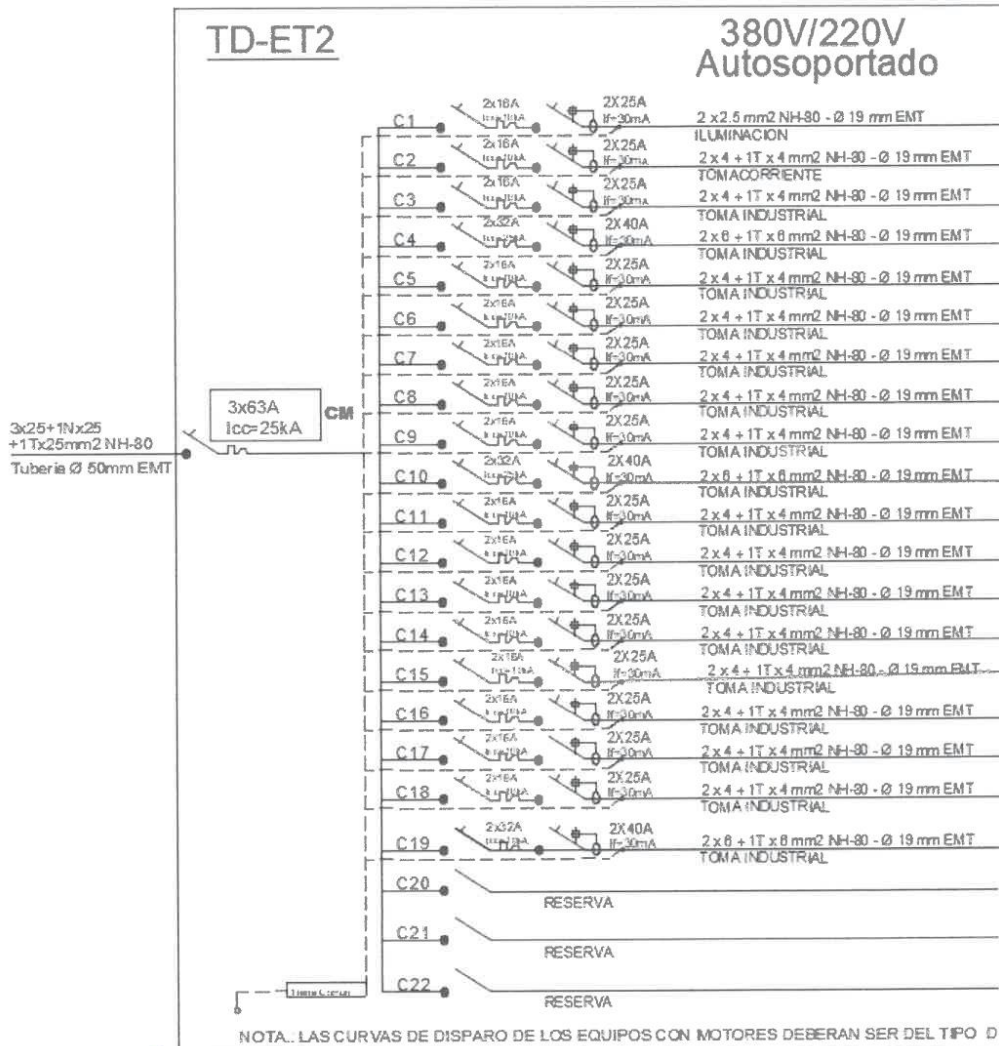 TD-ET2
380V/220V
Autosoportado
C1 2x16A 2X25A
If=30mA 2 x 2.5 mm2 NH-80 - Ø 19 mm EMT
ILUMINACION
C2 2x16A 2X25A
If=30mA 2 x 4 + 1T x 4 mm2 NH-80 - Ø 19 mm EMT
TOMACORRIENTE
C3 2x16A 2X25A
If=30mA 2 x 4 + 1T x 4 mm2 NH-80 - Ø 19 mm EMT
TOMA INDUSTRIAL
C4 2x32A 2X40A
If=30mA 2 x 6 + 1T x 6 mm2 NH-80 - Ø 19 mm EMT
TOMA INDUSTRIAL
C5 2x16A 2X25A
If=30mA 2 x 4 + 1T x 4 mm2 NH-80 - Ø 19 mm EMT
TOMA INDUSTRIAL
C6 2x16A 2X25A
If=30mA 2 x 4 + 1T x 4 mm2 NH-80 - Ø 19 mm EMT
TOMA INDUSTRIAL
C7 2x16A 2X25A
If=30mA 2 x 4 + 1T x 4 mm2 NH-80 - Ø 19 mm EMT
TOMA INDUSTRIAL
C8 2x16A 2X25A
If=30mA 2 x 4 + 1T x 4 mm2 NH-80 - Ø 19 mm EMT
TOMA INDUSTRIAL
3x63A
Icc=25kA
CM
3x25+1Nx25
+1Tx25mm2 NH-80
Tuberia Ø 50mm EMT
C9 2x16A 2X25A
If=30mA 2 x 4 + 1T x 4 mm2 NH-80 - Ø 19 mm EMT
TOMA INDUSTRIAL
C10 2x32A 2X40A
If=30mA 2 x 6 + 1T x 6 mm2 NH-80 - Ø 19 mm EMT
TOMA INDUSTRIAL
C11 2x16A 2X25A
If=30mA 2 x 4 + 1T x 4 mm2 NH-80 - Ø 19 mm EMT
TOMA INDUSTRIAL
C12 2x16A 2X25A
If=30mA 2 x 4 + 1T x 4 mm2 NH-80 - Ø 19 mm EMT
TOMA INDUSTRIAL
C13 2x16A 2X25A
If=30mA 2 x 4 + 1T x 4 mm2 NH-80 - Ø 19 mm EMT
TOMA INDUSTRIAL
C14 2x16A 2X25A
If=30mA 2 x 4 + 1T x 4 mm2 NH-80 - Ø 19 mm EMT
TOMA INDUSTRIAL
C15 2x16A 2X25A
If=30mA 2 x 4 + 1T x 4 mm2 NH-80 - Ø 19 mm EMT
TOMA INDUSTRIAL
C16 2x16A 2X25A
If=30mA 2 x 4 + 1T x 4 mm2 NH-80 - Ø 19 mm EMT
TOMA INDUSTRIAL
C17 2x16A 2X25A
If=30mA 2 x 4 + 1T x 4 mm2 NH-80 - Ø 19 mm EMT
TOMA INDUSTRIAL
C18 2x16A 2X25A
If=30mA 2 x 4 + 1T x 4 mm2 NH-80 - Ø 19 mm EMT
TOMA INDUSTRIAL
C19 2x32A 2X40A
If=30mA 2 x 6 + 1T x 6 mm2 NH-80 - Ø 19 mm EMT
TOMA INDUSTRIAL
C20
RESERVA
C21
RESERVA
C22
RESERVA
NOTA.. LAS CURVAS DE DISPARO DE LOS EQUIPOS CON MOTORES DEBERAN SER DEL TIPO D